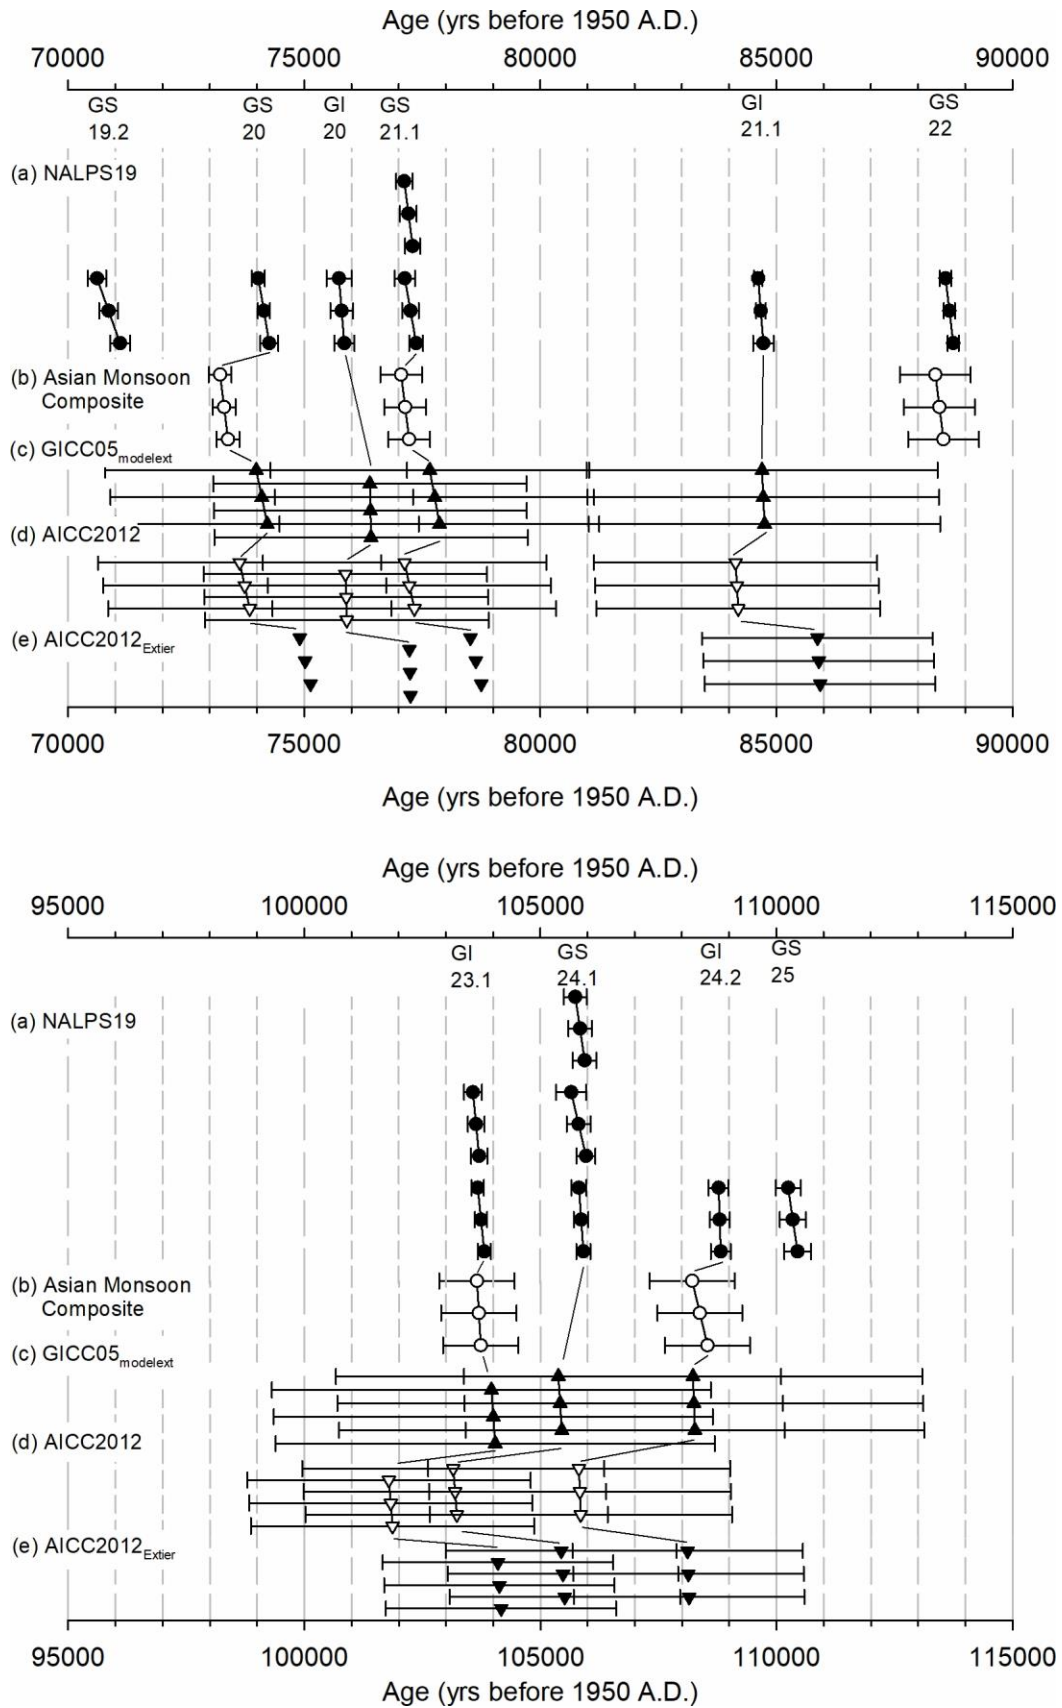 Age (yrs before 1950 A.D.)
70000 75000 80000 85000 90000
GS GS GI GS GI GS
19.2 20 20 21.1 21.1 22
(a) NALPS19
(b) Asian Monsoon
Composite
(c) GICC05modelext
(d) AICC2012
(e) AICC2012Extier
70000 75000 80000 85000 90000
Age (yrs before 1950 A.D.)
Age (yrs before 1950 A.D.)
95000 100000 105000 110000 115000
GI GS GI GS
23.1 24.1 24.2 25
(a) NALPS19
(b) Asian Monsoon
Composite
(c) GICC05modelext
(d) AICC2012
(e) AICC2012Extier
95000 100000 105000 110000 115000
Age (yrs before 1950 A.D.)